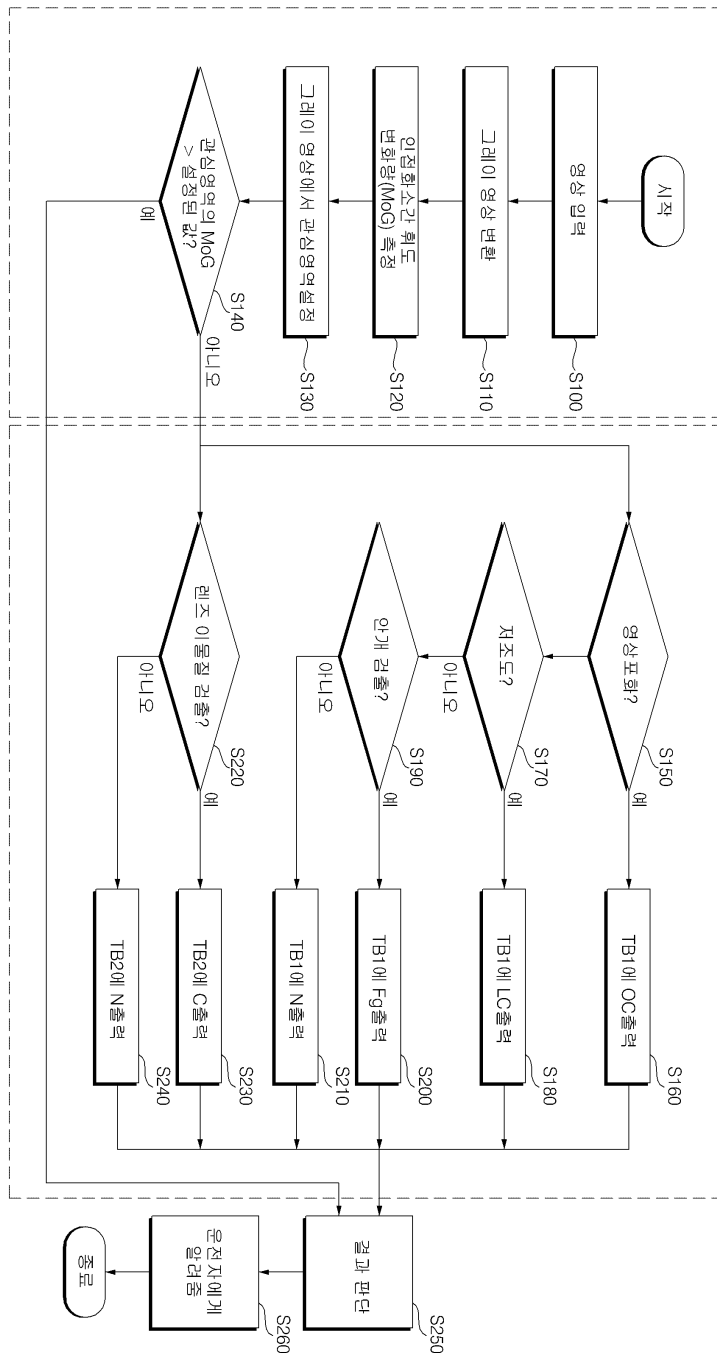 시작
영상 입력
S100
그레이 영상 변환
S110
인접화소간 휘도
변화량(MoG) 측정
S120
그레이 영상에서 관심영역설정
S130
관심영역의 MoG
> 설정된 값?
S140
예
아니오
영상포화?
S150
예
TB1에 OC출력
S160
저조도?
S170
예
아니오
TB1에 LC출력
S180
안개 검출?
S190
예
아니오
TB1에 Fg출력
S200
TB1에 N출력
S210
렌즈 이물질 검출?
S220
예
아니오
TB2에 C출력
S230
TB2에 N출력
S240
결과 판단
S250
운전자에게
알려줌
S260
종료